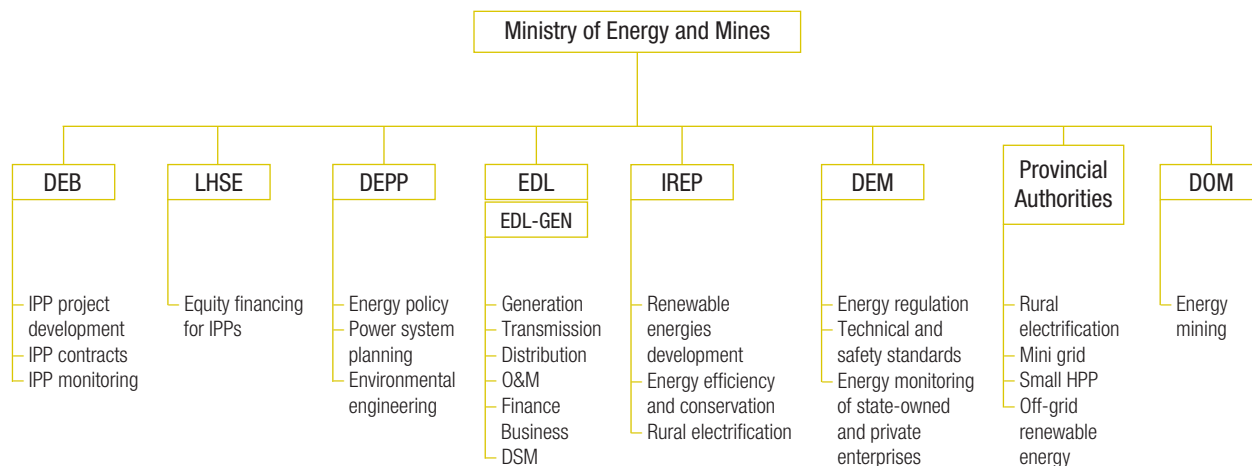 Ministry of Energy and Mines
DEB
IPP project
development
IPP contracts
IPP monitoring
LHSE
Equity financing
for IPPs
DEPP
Energy policy
Power system
planning
Environmental
engineering
EDL
EDL-GEN
Generation
Transmission
Distribution
O&M
Finance
Business
DSM
IREP
Renewable
energies
development
Energy efficiency
and conservation
Rural electrification
DEM
Energy regulation
Technical and
safety standards
Energy monitoring
of state-owned
and private
enterprises
Provincial
Authorities
Rural
electrification
Mini grid
Small HPP
Off-grid
renewable
energy
DOM
Energy
mining